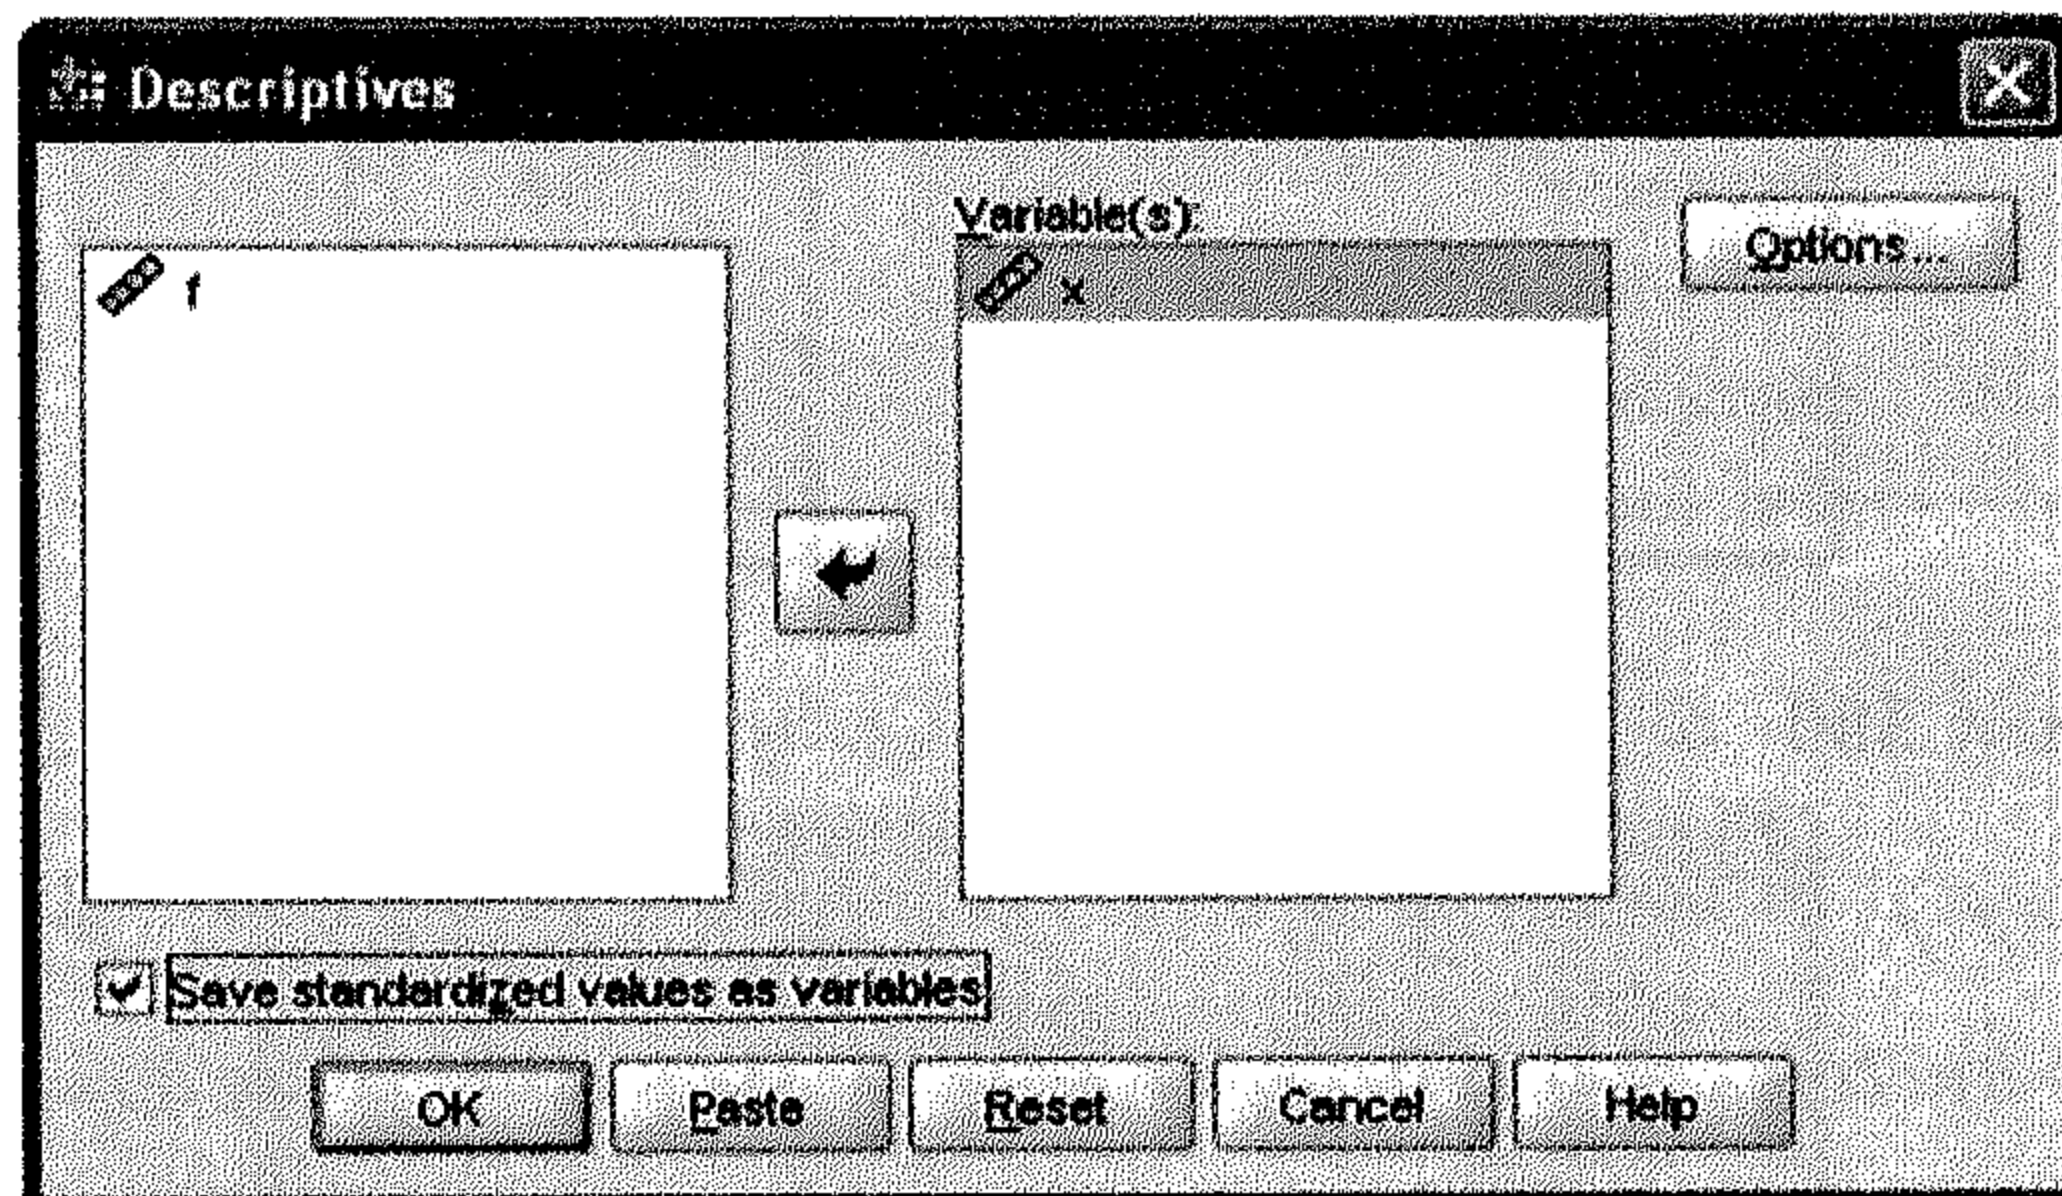 Descriptives
Variable(s):
f
x
Options...
Save standardized values as variables
OK
Paste
Reset
Cancel
Help